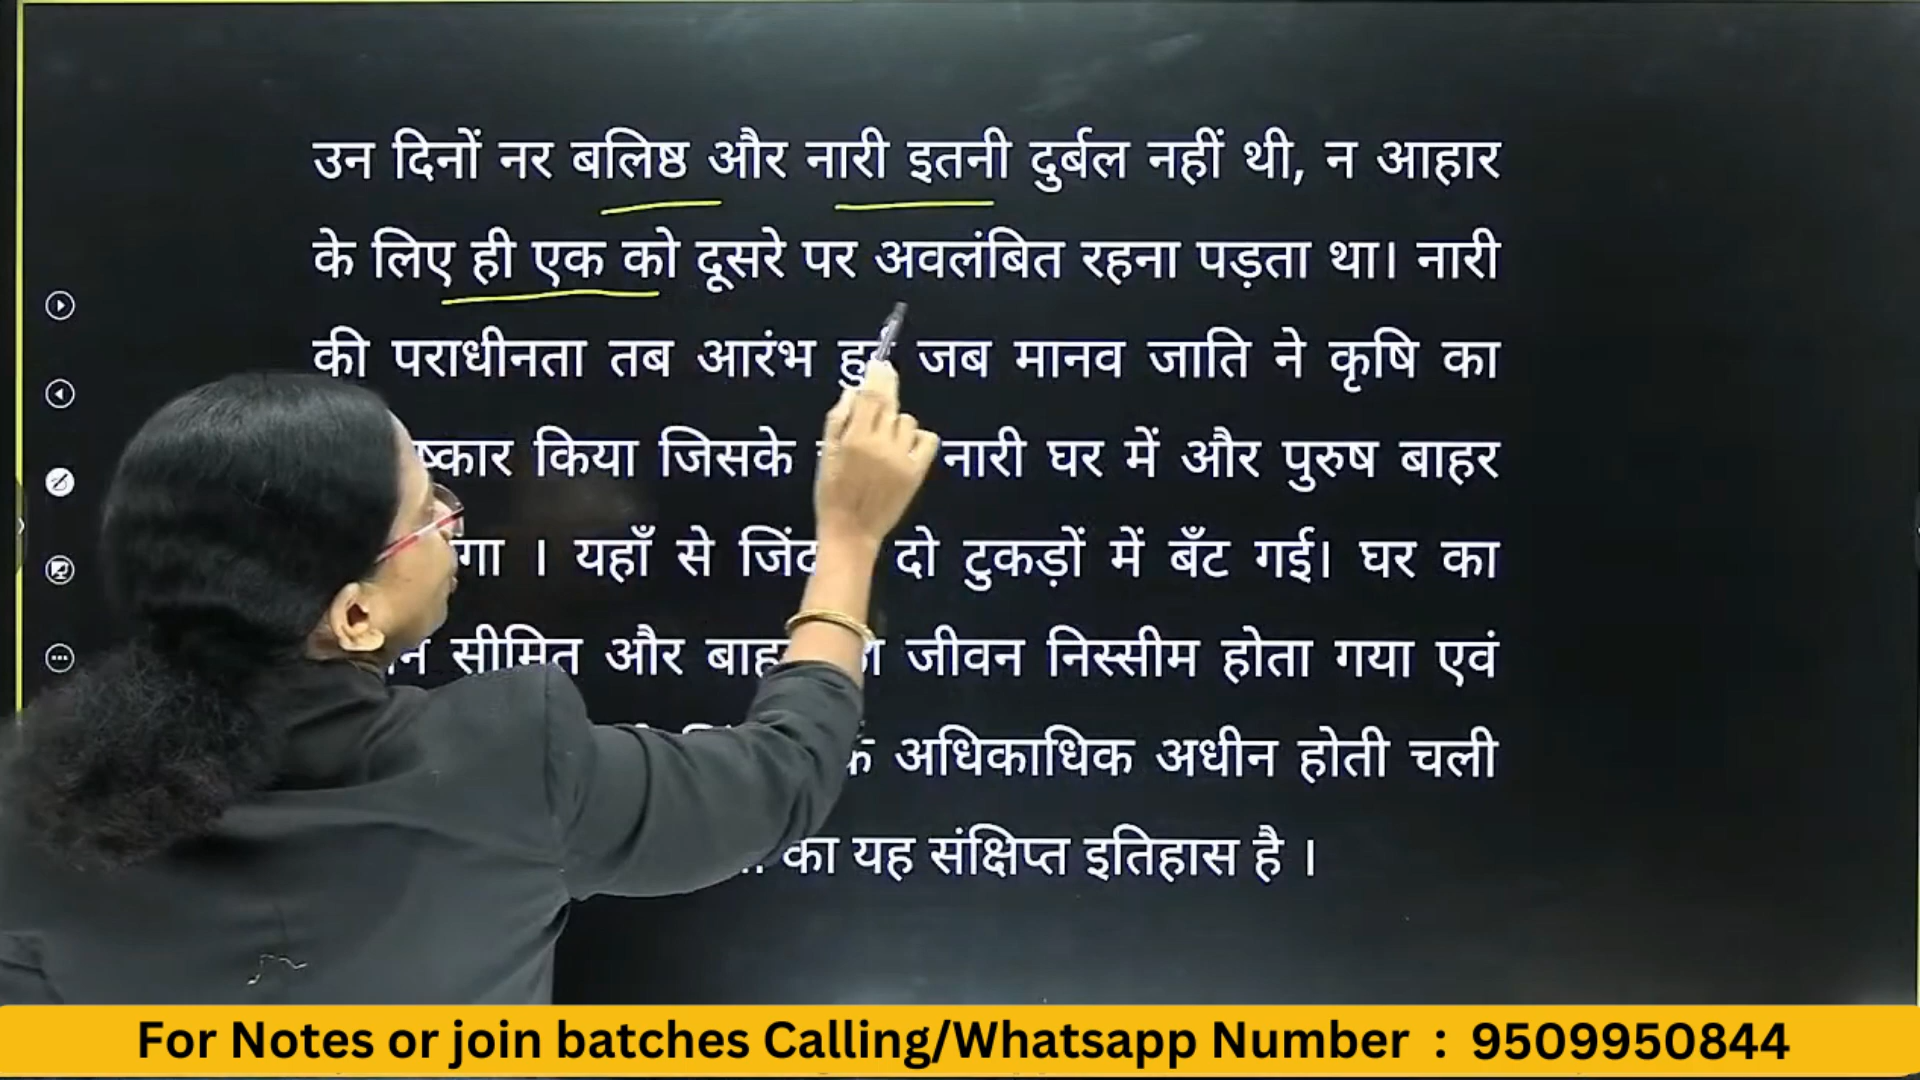 उन दिनों नर बलिष्ठ और नारी इतनी दुर्बल नहीं थी, न आहार
के लिए ही एक को दूसरे पर अवलंबित रहना पड़ता था। नारी
की पराधीनता तब आरंभ जब मानव जाति ने कृषि का
किया जिसके नारी घर में और पुरुष बाहर
। यहाँ से दो टुकड़ों में बँट गई। घर का
सीमित और जीवन निस्सीम होता गया एवं
अधिकाधिक अधीन होती चली
का यह संक्षिप्त इतिहास है ।
For Notes or join batches Calling/Whatsapp Number : 9509950844